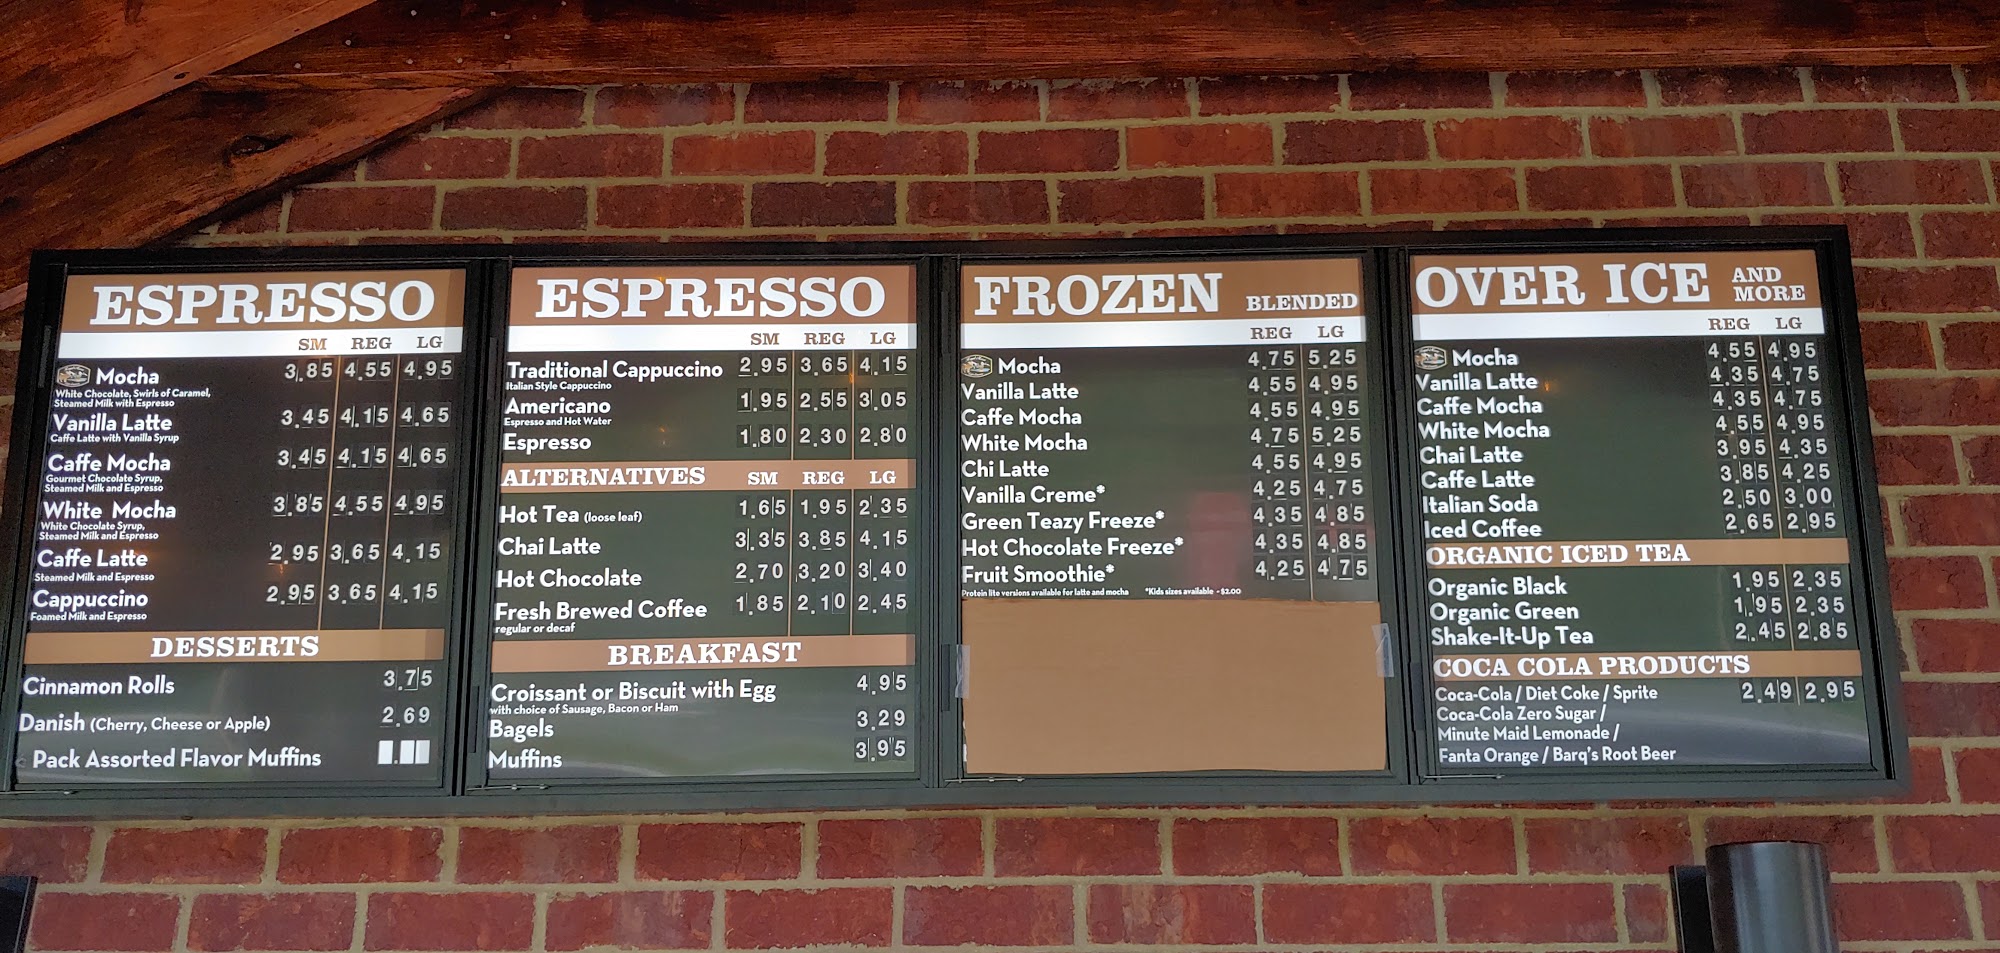 ESPRESSO
SM REG LG
Mocha 3.85 4.55 4.95
White Chocolate, Swirls of Caramel,
Steamed Milk with Espresso
Vanilla Latte 3.45 4.15 4.65
Caffe Latte with Vanilla Syrup
Caffe Mocha 3.45 4.15 4.65
Gourmet Chocolate Syrup,
Steamed Milk and Espresso
White Mocha 3.85 4.55 4.95
White Chocolate Syrup,
Steamed Milk and Espresso
Caffe Latte 2.95 3.65 4.15
Steamed Milk and Espresso
Cappuccino 2.95 3.65 4.15
Foamed Milk and Espresso
DESSERTS
Cinnamon Rolls 3.75
Danish (Cherry, Cheese or Apple) 2.69
Pack Assorted Flavor Muffins
ESPRESSO
SM REG LG
Traditional Cappuccino 2.95 3.65 4.15
Italian Style Cappuccino
Americano 1.95 2.55 3.05
Espresso and Hot Water
Espresso 1.80 2.30 2.80
ALTERNATIVES SM REG LG
Hot Tea (loose leaf) 1.65 1.95 2.35
Chai Latte 3.35 3.85 4.15
Hot Chocolate 2.70 3.20 3.40
Fresh Brewed Coffee 1.85 2.10 2.45
regular or decaf
BREAKFAST
Croissant or Biscuit with Egg 4.95
with choice of Sausage, Bacon or Ham
Bagels 3.29
Muffins 3.95
FROZEN BLENDED
REG LG
Mocha 4.75 5.25
Vanilla Latte 4.55 4.95
Caffe Mocha 4.55 4.95
White Mocha 4.75 5.25
Chi Latte 4.55 4.95
Vanilla Creme* 4.25 4.75
Green Teazy Freeze* 4.35 4.85
Hot Chocolate Freeze* 4.35 4.85
Fruit Smoothie* 4.25 4.75
Protein lite versions available for latte and mocha *Kids sizes available - $2.00
OVER ICE AND MORE
REG LG
Mocha 4.55 4.95
Vanilla Latte 4.35 4.75
Caffe Mocha 4.35 4.75
White Mocha 4.55 4.95
Chai Latte 3.95 4.35
Caffe Latte 3.85 4.25
Italian Soda 2.50 3.00
Iced Coffee 2.65 2.95
ORGANIC ICED TEA
Organic Black 1.95 2.35
Organic Green 1.95 2.35
Shake-It-Up Tea 2.45 2.85
COCA COLA PRODUCTS
Coca-Cola / Diet Coke / Sprite 2.49 2.95
Coca-Cola Zero Sugar /
Minute Maid Lemonade /
Fanta Orange / Barq's Root Beer